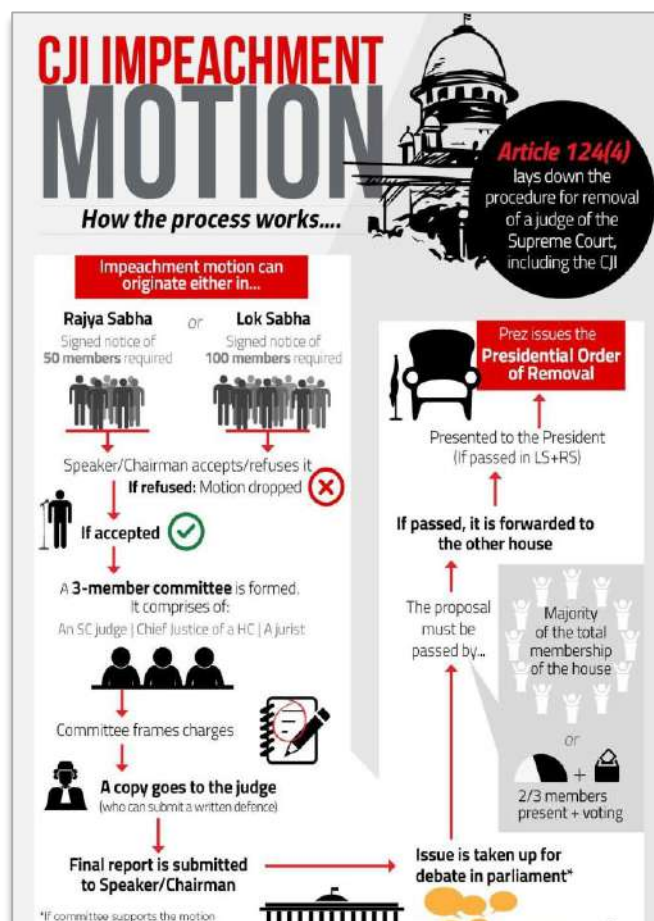 CJI IMPEACHMENT
MOTION
How the process works....
Article 124(4)
lays down the
procedure for removal
of a judge of the
Supreme Court,
including the CJI
Impeachment motion can
originate either in...
Rajya Sabha or Lok Sabha
Signed notice of
50 members required
Signed notice of
100 members required
Speaker/Chairman accepts/refuses it
If refused: Motion dropped
If accepted
A 3-member committee is formed.
It comprises of:
An SC judge | Chief Justice of a HC | A jurist
Committee frames charges
A copy goes to the judge
(who can submit a written defence)
Final report is submitted
to Speaker/Chairman
*If committee supports the motion
Issue is taken up for
debate in parliament*
The proposal
must be
passed by...
Majority
of the total
membership
of the house
or
+
2/3 members
present + voting
If passed, it is forwarded to
the other house
Presented to the President
(If passed in LS+RS)
Prez issues the
Presidential Order
of Removal